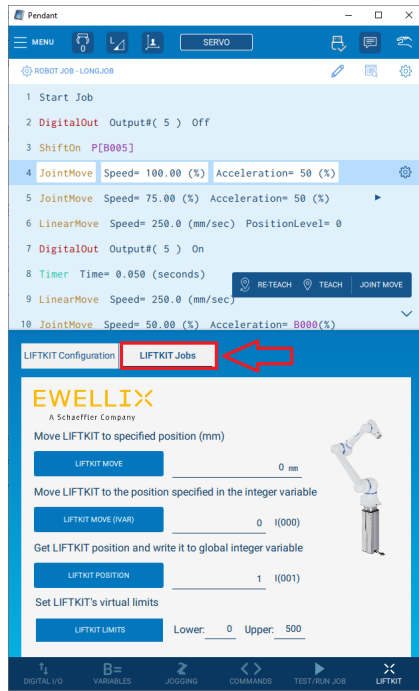 Pendant
MENU 0 SERVO
ROBOT JOB - LONGJOB
1 Start Job
2 DigitalOut Output#( 5 ) Off
3 ShiftOn P[B005]
4 JointMove Speed= 100.00 (%) Acceleration= 50 (%)
5 JointMove Speed= 75.00 (%) Acceleration= 50 (%)
6 LinearMove Speed= 250.0 (mm/sec) PositionLevel= 0
7 DigitalOut Output#( 5 ) On
8 Timer Time= 0.050 (seconds)
RE-TEACH TEACH JOINT MOVE
9 LinearMove Speed= 250.0 (mm/sec)
10 JointMove Speed= 50.00 (%) Acceleration= B000(%)
LIFTKIT Configuration LIFTKIT Jobs
EWELLIX
A Schaeffler Company
Move LIFTKIT to specified position (mm)
LIFTKIT MOVE 0 mm
Move LIFTKIT to the position specified in the integer variable
LIFTKIT MOVE (IVAR) 0 I(000)
Get LIFTKIT position and write it to global integer variable
LIFTKIT POSITION 1 I(001)
Set LIFTKIT's virtual limits
LIFTKIT LIMITS Lower: 0 Upper: 500
DIGITAL I/O VARIABLES JOGGING COMMANDS TEST/RUN JOB LIFTKIT